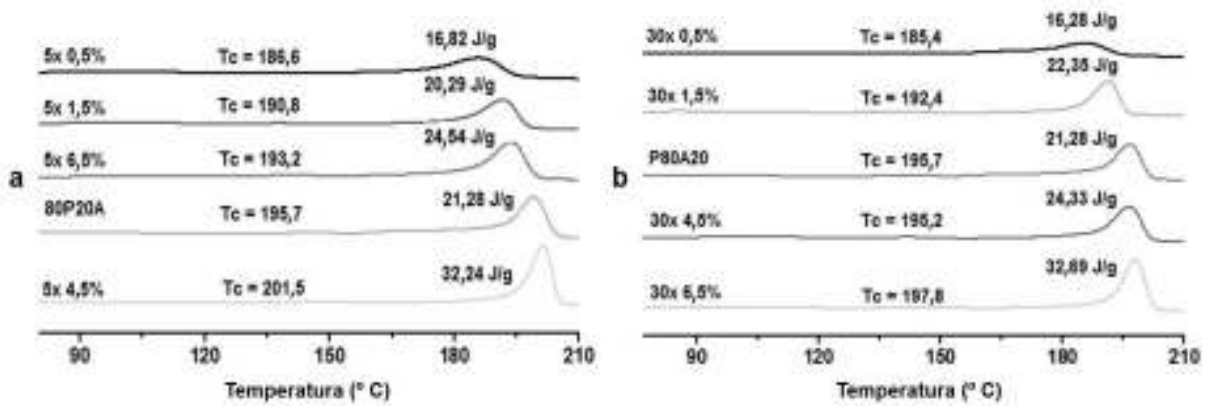 a
5x 0,5% Tc = 186,6 16,82 J/g
5x 1,5% Tc = 190,8 20,29 J/g
5x 6,5% Tc = 193,2 24,54 J/g
80P20A Tc = 195,7 21,28 J/g
5x 4,5% Tc = 201,5 32,24 J/g
90 120 150 180 210
Temperatura (º C)
b
30x 0,5% Tc = 185,4 16,28 J/g
30x 1,5% Tc = 192,4 22,35 J/g
P80A20 Tc = 195,7 21,28 J/g
30x 4,5% Tc = 195,2 24,33 J/g
30x 6,5% Tc = 197,8 32,69 J/g
90 120 150 180 210
Temperatura (º C)